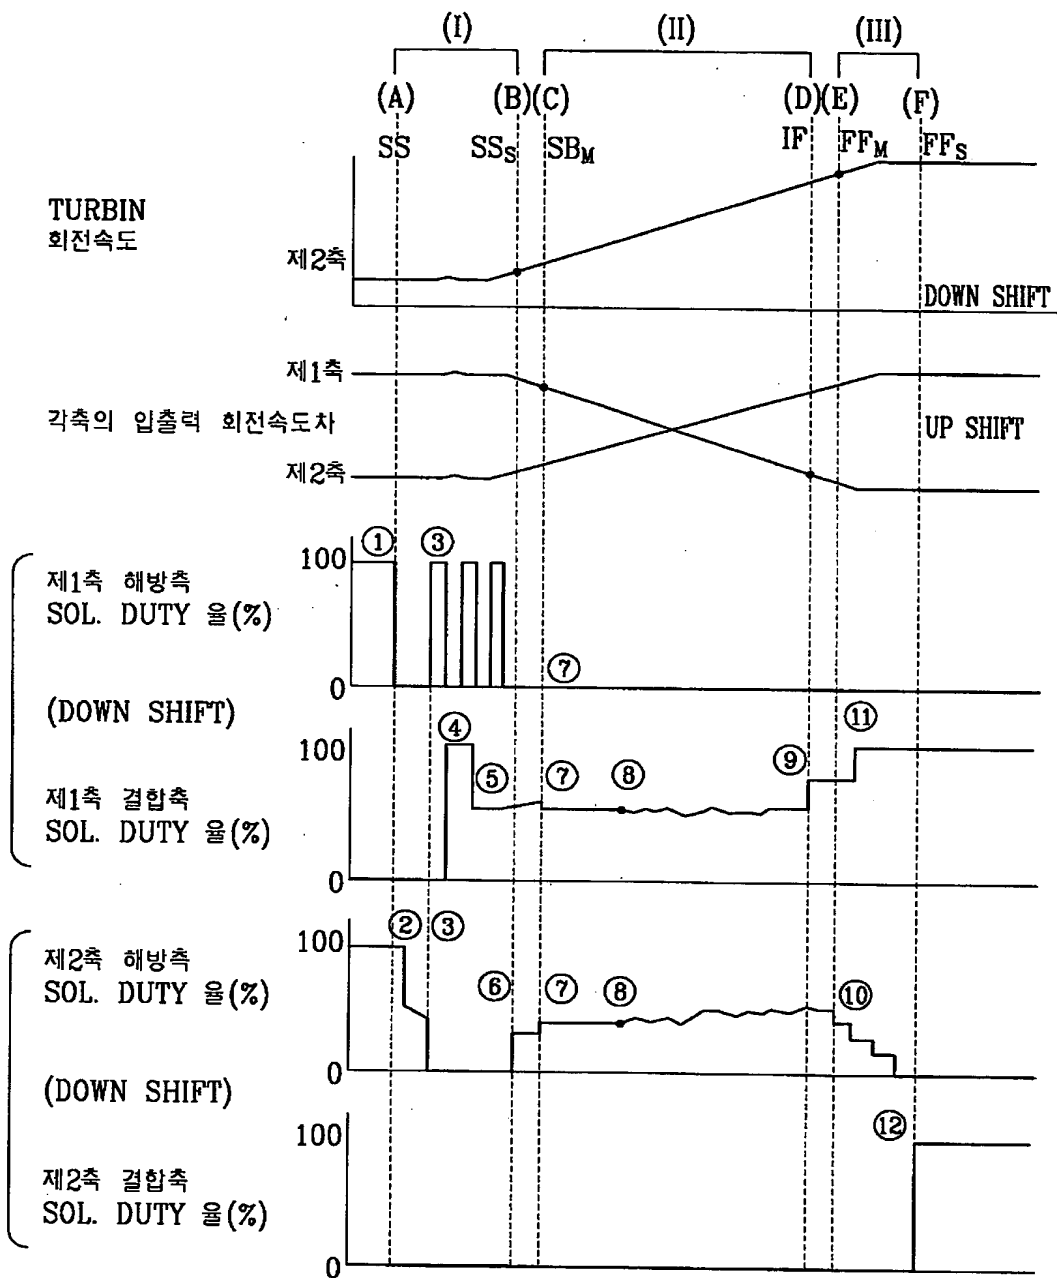 (I) (II) (III)
(A) (B) (C) (D) (E) (F)
SS SSS SBM IF FFM FFS
TURBIN
회전속도
제2축
DOWN SHIFT
제1축
각축의 입출력 회전속도차
UP SHIFT
제2축
① ③
100
제1축 해방측
SOL. DUTY 율(%)
⑦
0
(DOWN SHIFT)
④ ⑪
100
⑤ ⑦ ⑧ ⑨
제1축 결합측
SOL. DUTY 율(%)
0
② ③
100
제2축 해방측
SOL. DUTY 율(%)
⑥ ⑦ ⑧ ⑩
0
(DOWN SHIFT)
100
⑫
제2축 결합측
SOL. DUTY 율(%)
0